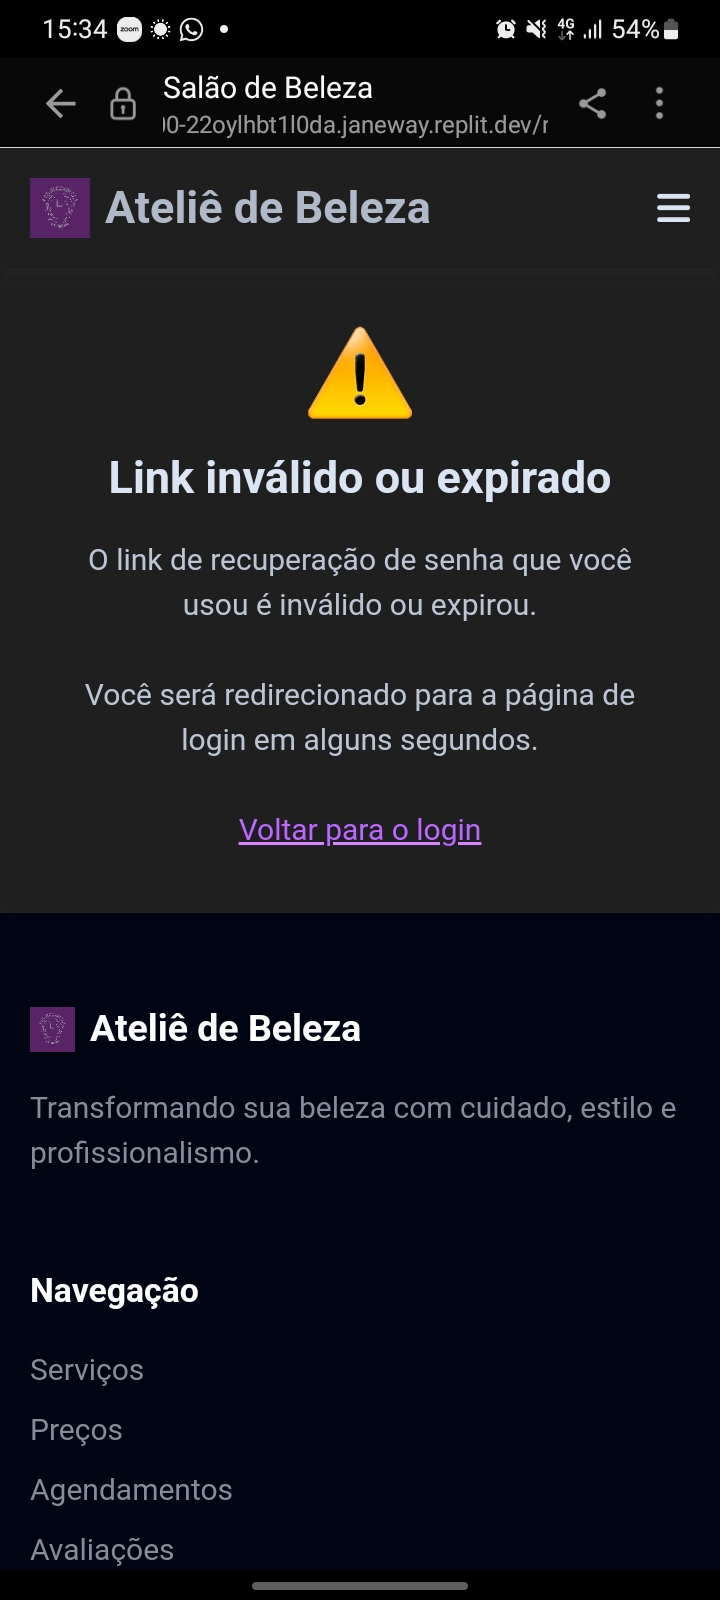 15:34 zoom 4G 54%
Salão de Beleza
00-22oylhbt1l0da.janeway.replit.dev/r
Ateliê de Beleza
Link inválido ou expirado
O link de recuperação de senha que você
usou é inválido ou expirou.
Você será redirecionado para a página de
login em alguns segundos.
Voltar para o login
Ateliê de Beleza
Transformando sua beleza com cuidado, estilo e
profissionalismo.
Navegação
Serviços
Preços
Agendamentos
Avaliações